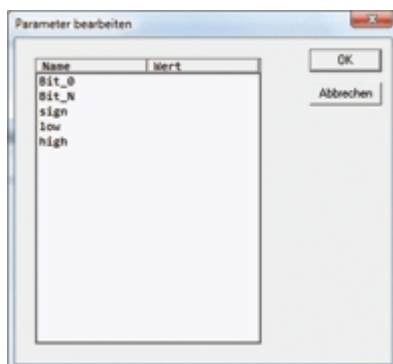 Parameter bearbeiten
Name Wert
Bit_0
Bit_N
sign
low
high
OK
Abbrechen